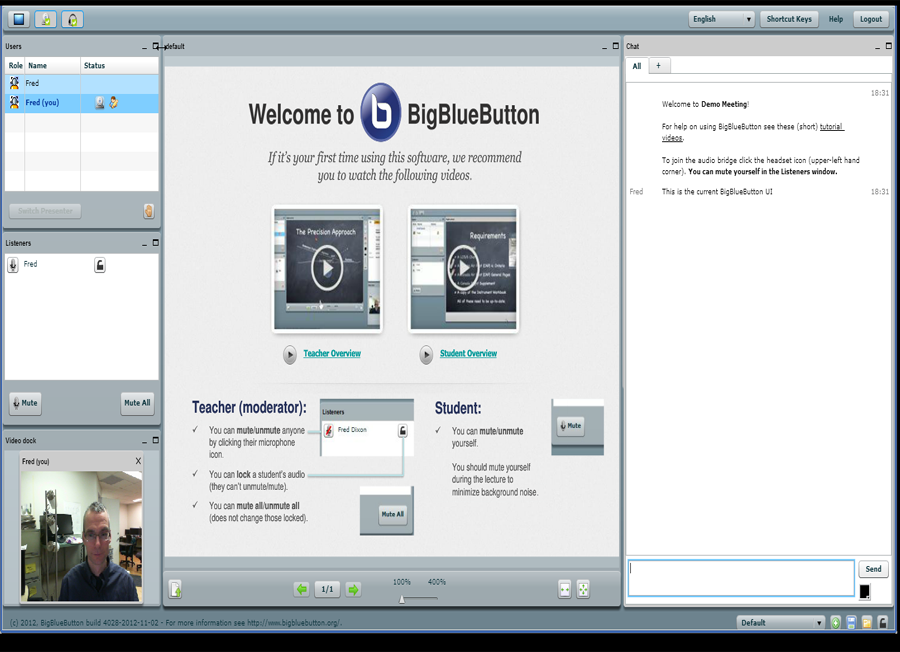 English
Shortcut Keys
Help
Logout
Users
Role Name Status
Fred
Fred (you)
Switch Presenter
Listeners
Fred
Mute
Mute All
Video dock
Fred (you) X
default
Welcome to b BigBlueButton
If it's your first time using this software, we recommend
you to watch the following videos.
The Precision Approach
Requirements
All of these need to be up-to-date.
Teacher Overview
Student Overview
Teacher (moderator):
✓ You can mute/unmute anyone
by clicking their microphone
icon.
✓ You can lock a student's audio
(they can't unmute/mute).
✓ You can mute all/unmute all
(does not change those locked).
Listeners
Fred Dixon
Mute All
Student:
✓ You can mute/unmute
yourself.
You should mute yourself
during the lecture to
minimize background noise.
Mute
1/1
100% 400%
Chat
All +
18:31
Welcome to Demo Meeting!
For help on using BigBlueButton see these (short) tutorial
videos.
To join the audio bridge click the headset icon (upper-left hand
corner). You can mute yourself in the Listeners window.
Fred This is the current BigBlueButton UI 18:31
Send
(c) 2012, BigBlueButton build 4028-2012-11-02 - For more information see http://www.bigbluebutton.org/.
Default